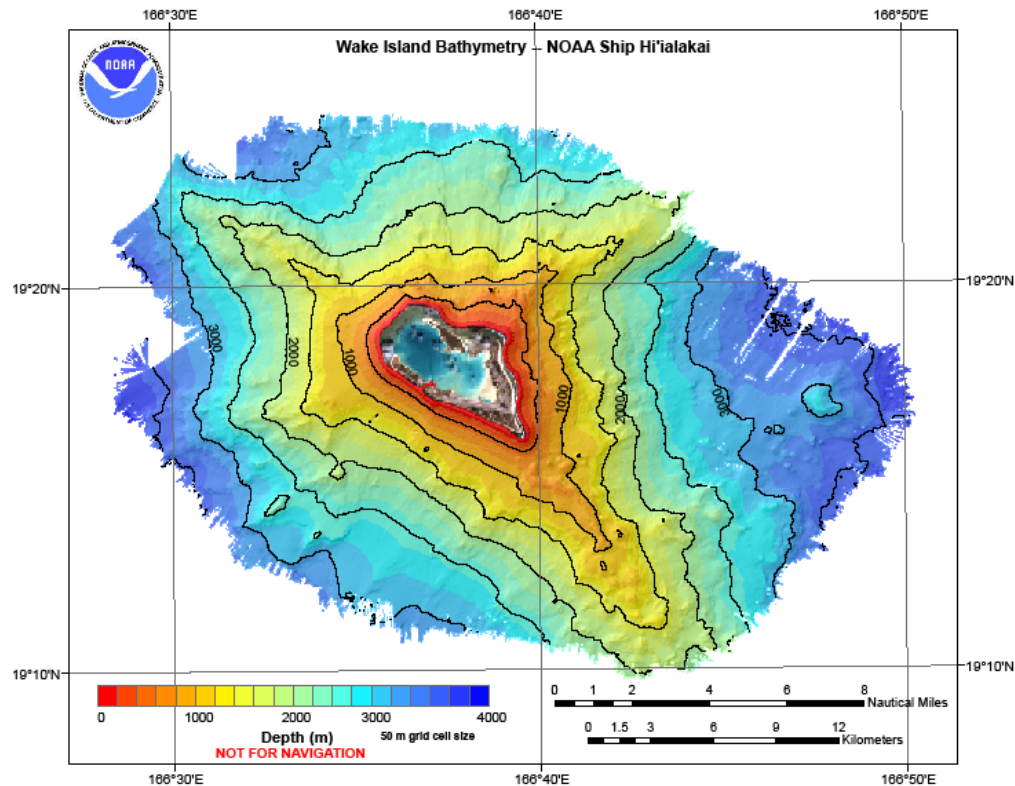 166°30'E 166°40'E 166°50'E
Wake Island Bathymetry – NOAA Ship Hi'ialakai
NOAA
19°20'N 19°20'N
3000
2000
1000
1000
2000
3000
19°10'N 19°10'N
0 1000 2000 3000 4000
Depth (m) 50 m grid cell size
NOT FOR NAVIGATION
0 1 2 4 6 8
Nautical Miles
0 1.5 3 6 9 12
Kilometers
166°30'E 166°40'E 166°50'E